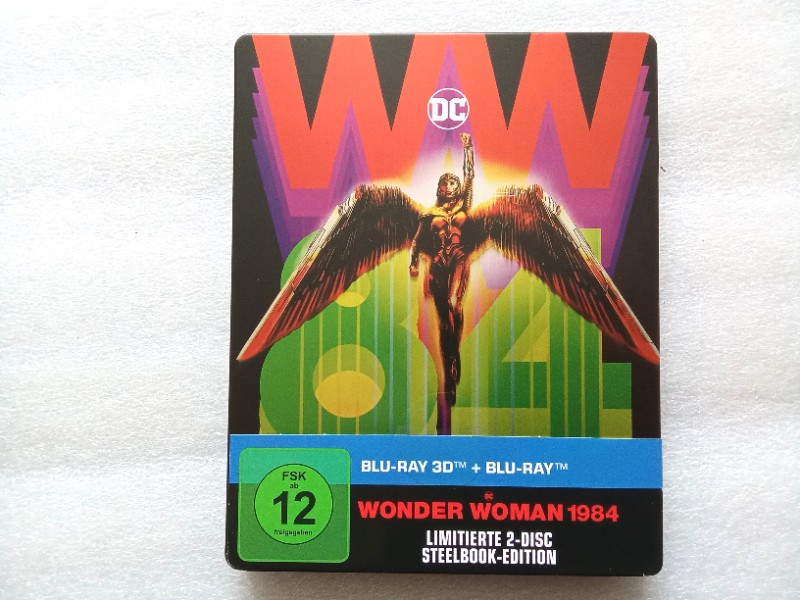 WW
DC
84
BLU-RAY 3D™ + BLU-RAY™
FSK
ab
12
freigegeben
DC
WONDER WOMAN 1984
LIMITIERTE 2-DISC
STEELBOOK-EDITION